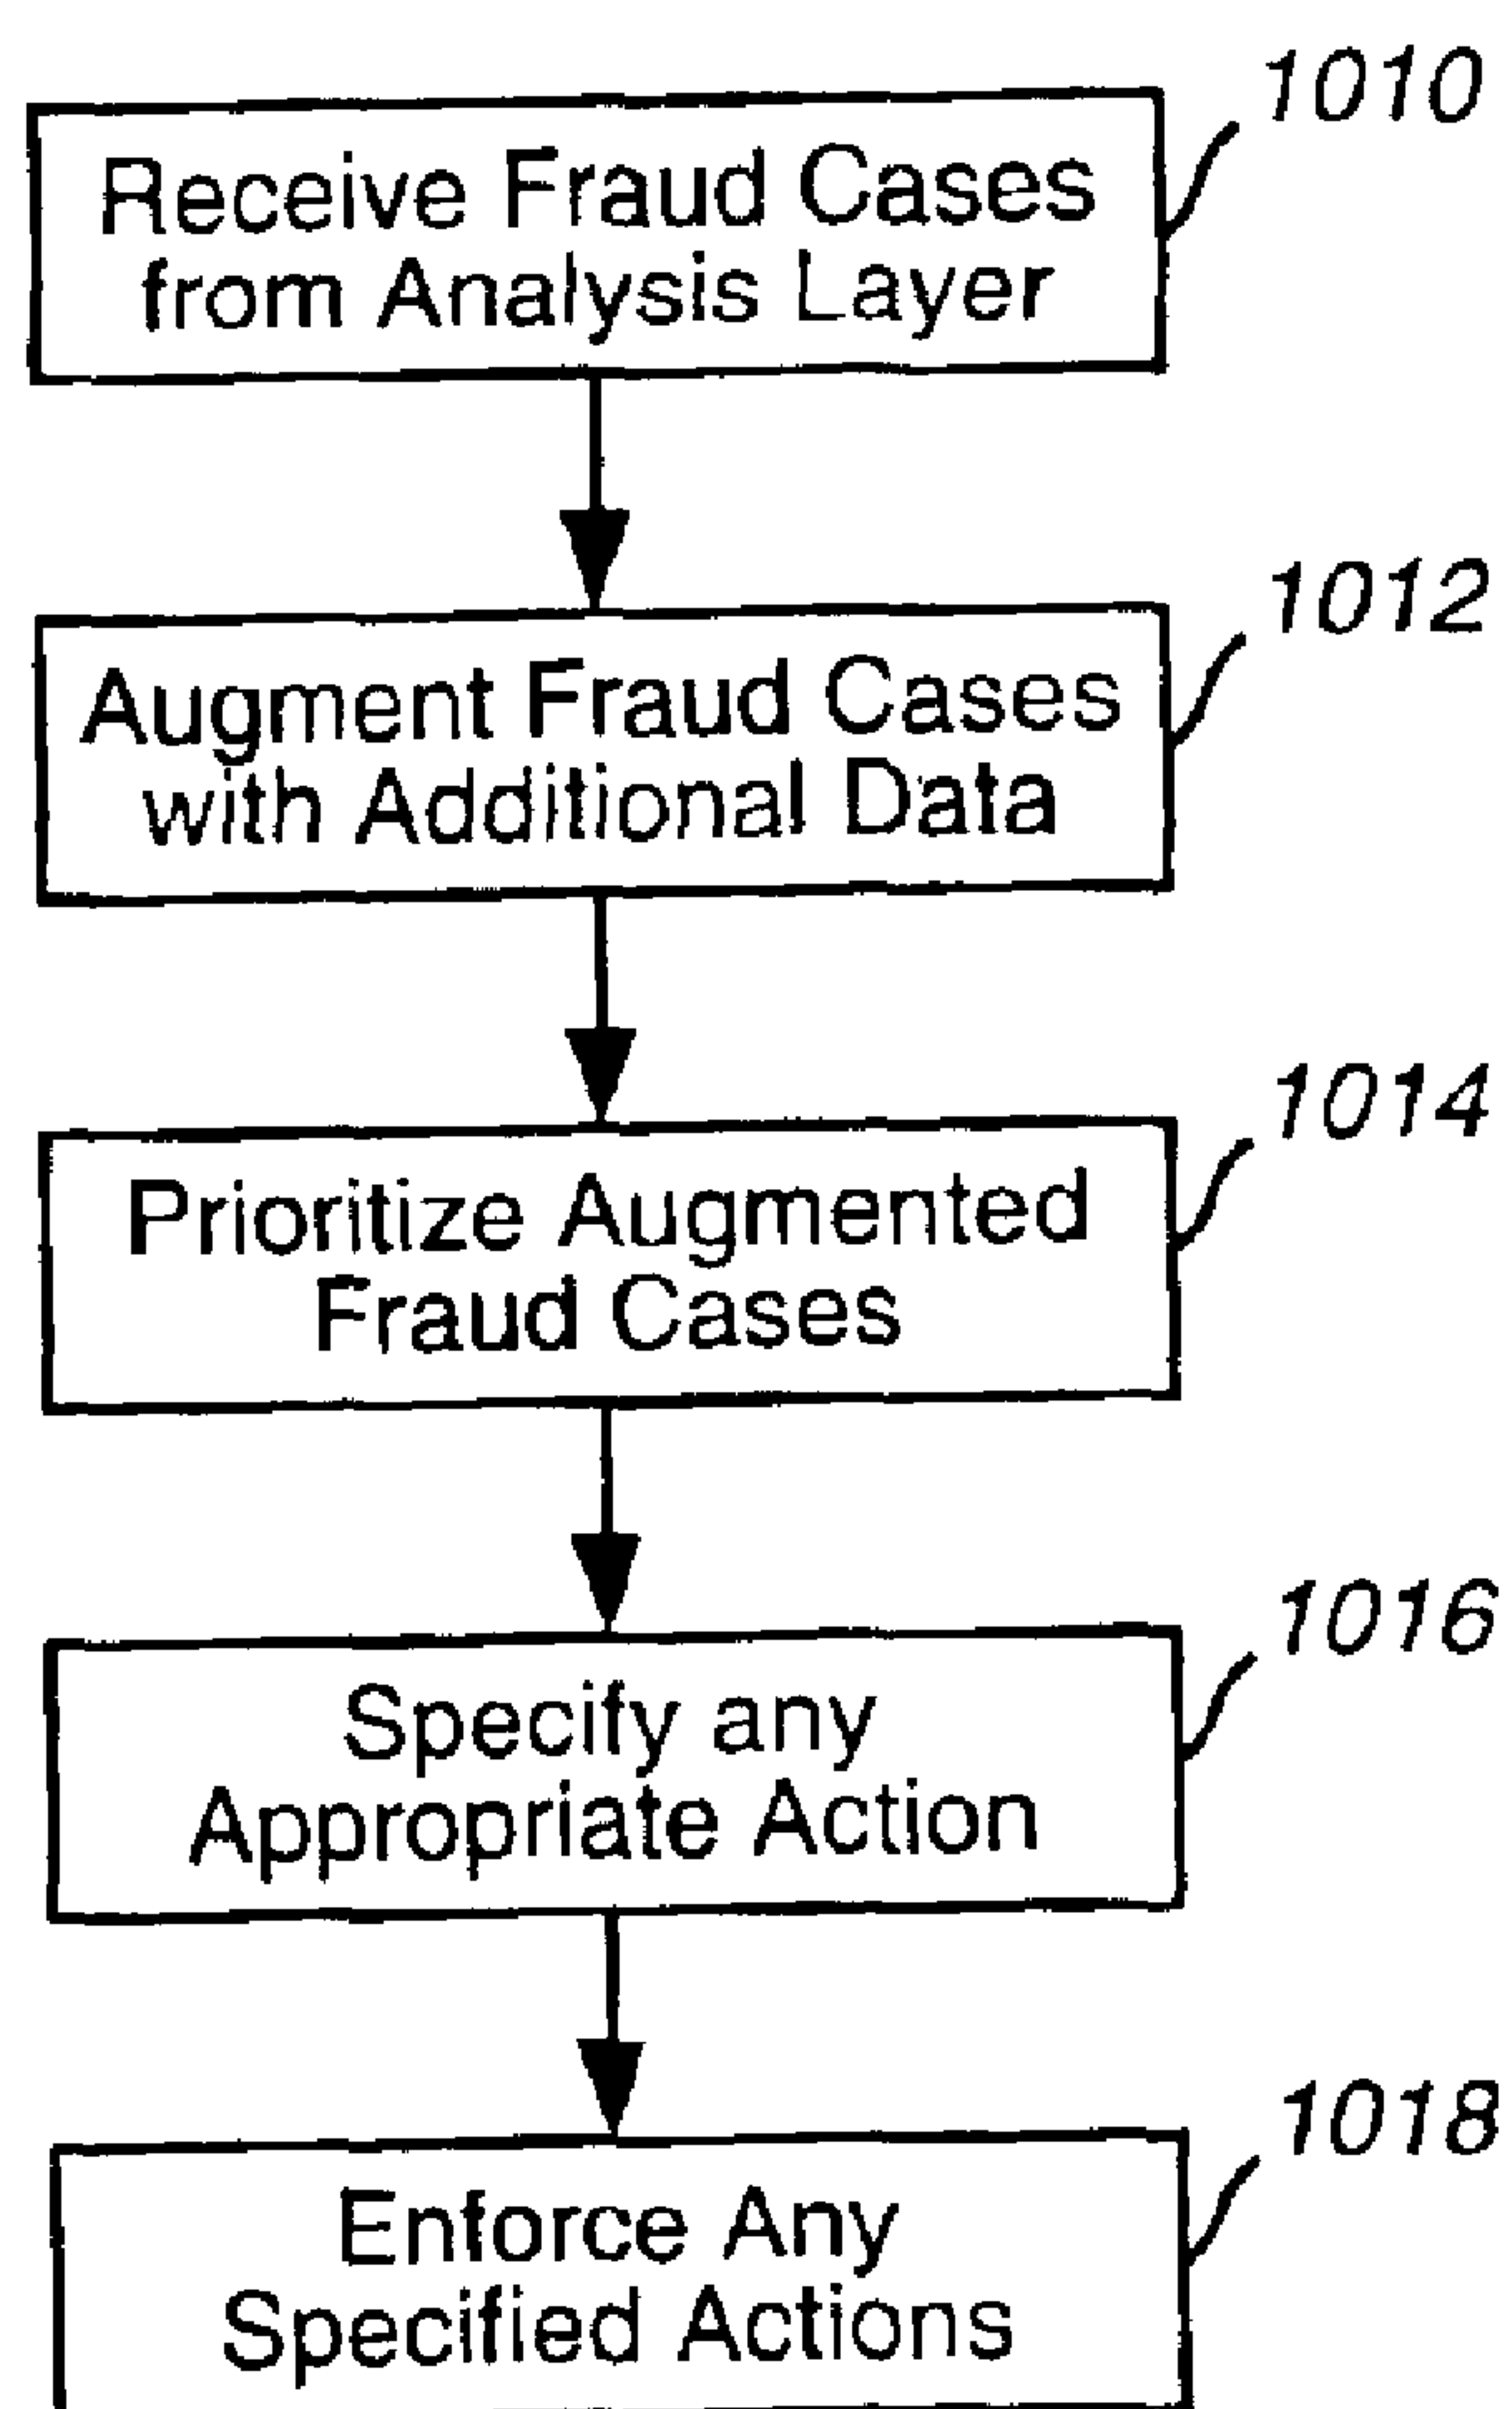 1010
Receive Fraud Cases
from Analysis Layer
1012
Augment Fraud Cases
with Additional Data
1014
Prioritize Augmented
Fraud Cases
1016
Specify any
Appropriate Action
1018
Enforce Any
Specified Actions